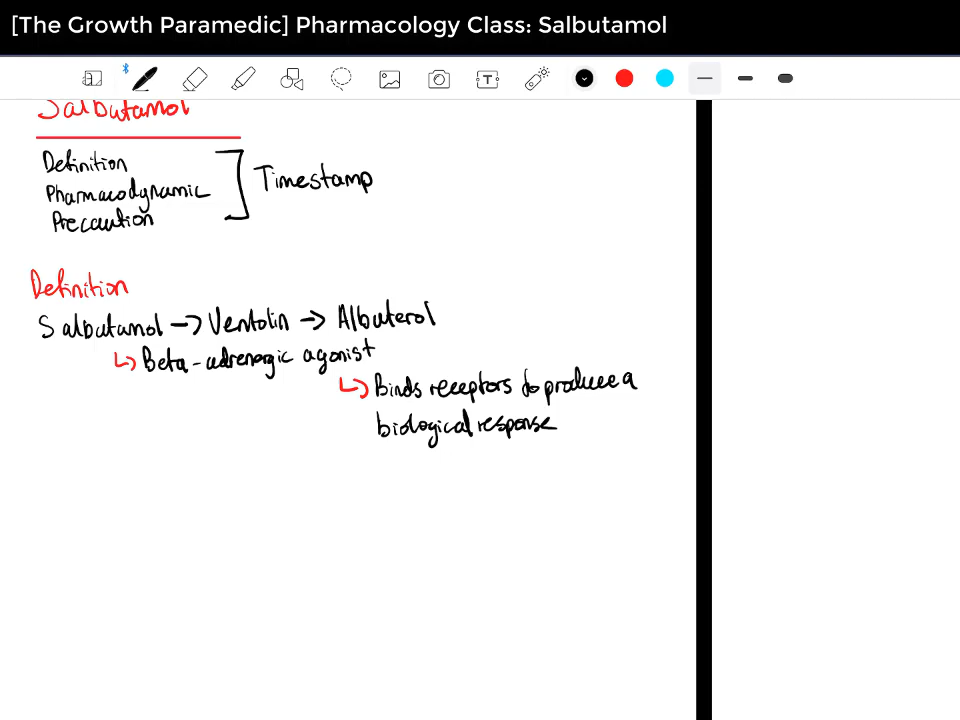 [The Growth Paramedic] Pharmacology Class: Salbutamol
T
Salbutamol
Definition
Pharmacodynamic
Precaution
Timestamp
Definition
Salbutamol → Ventolin → Albuterol
↳ Beta-adrenergic agonist
↳ Binds receptors to produce a
biological response